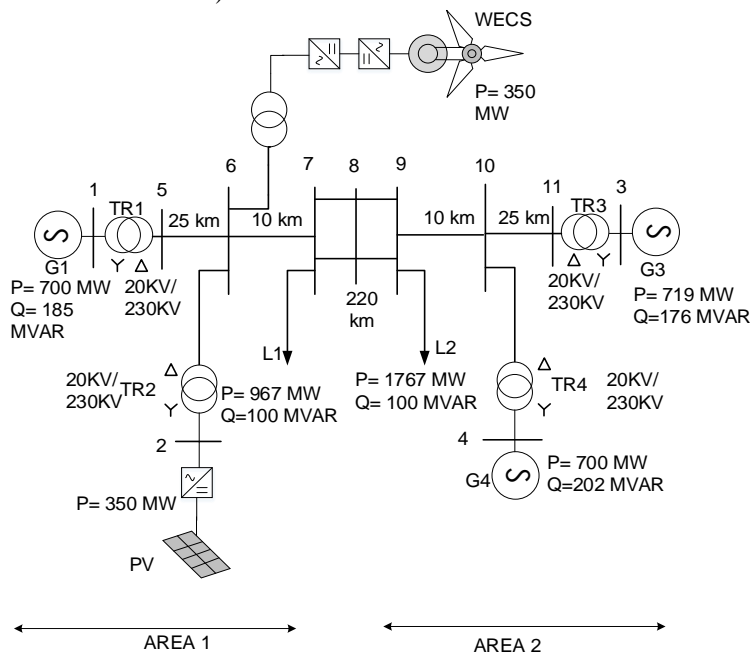 WECS
P= 350
MW
6
7
8
9
10
1
TR1
5
11
TR3
3
25 km
10 km
10 km
25 km
G1
G3
P= 700 MW
Q= 185
MVAR
20KV/
230KV
220
km
20KV/
230KV
P= 719 MW
Q=176 MVAR
L1
L2
20KV/
230KV
TR2
P= 967 MW
Q=100 MVAR
P= 1767 MW
Q= 100 MVAR
TR4
20KV/
230KV
2
4
P= 350 MW
G4
P= 700 MW
Q=202 MVAR
PV
AREA 1
AREA 2